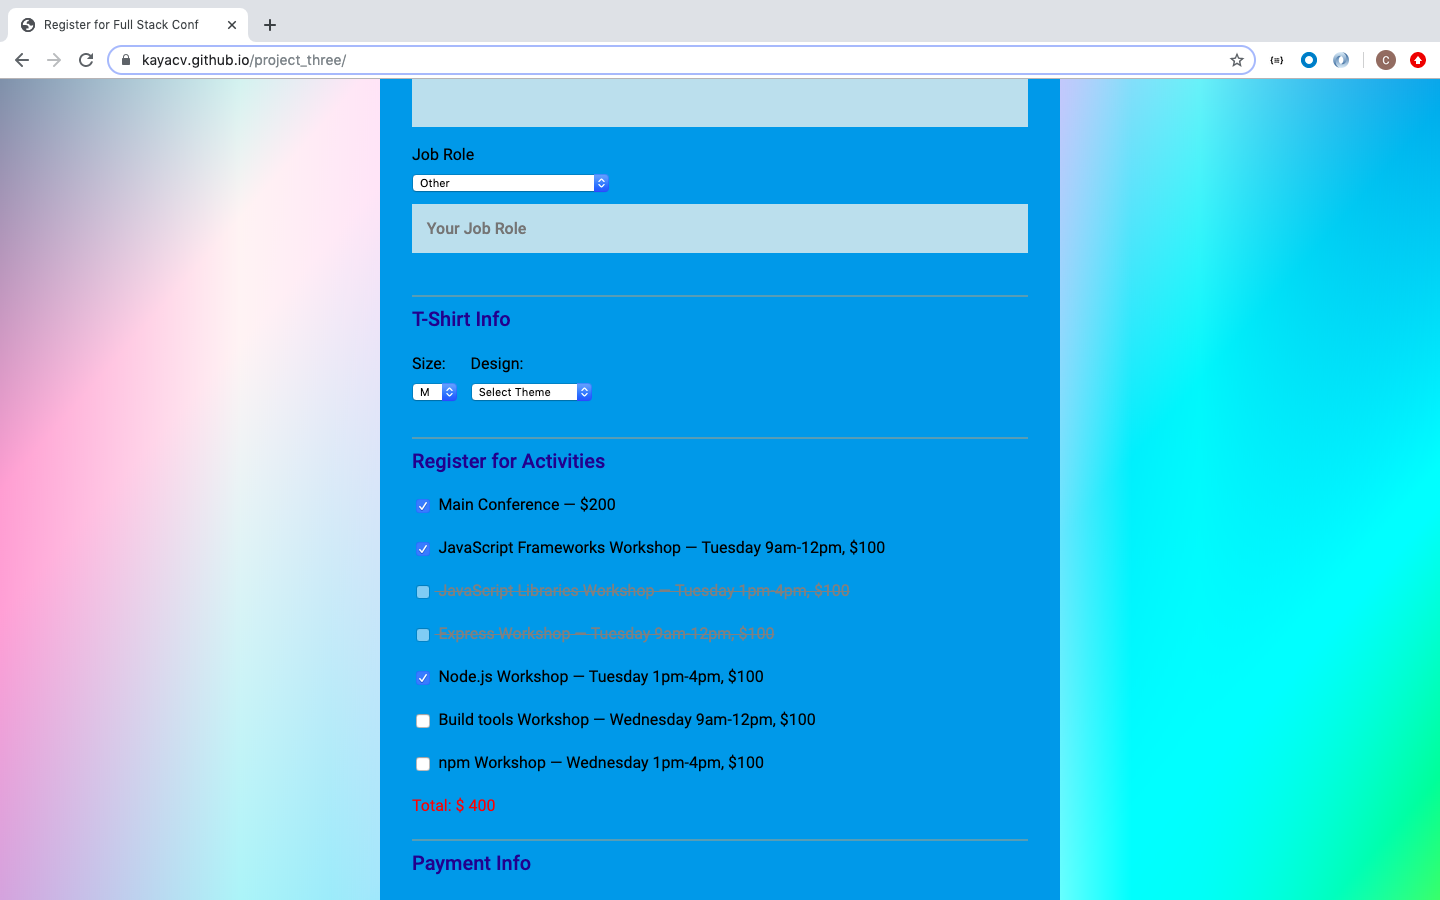 Register for Full Stack Conf
kayacv.github.io/project_three/
C
Job Role
Other
Your Job Role
T-Shirt Info
Size: Design:
M Select Theme
Register for Activities
Main Conference — $200
JavaScript Frameworks Workshop — Tuesday 9am-12pm, $100
JavaScript Libraries Workshop — Tuesday 1pm-4pm, $100
Express Workshop — Tuesday 9am-12pm, $100
Node.js Workshop — Tuesday 1pm-4pm, $100
Build tools Workshop — Wednesday 9am-12pm, $100
npm Workshop — Wednesday 1pm-4pm, $100
Total: $ 400
Payment Info